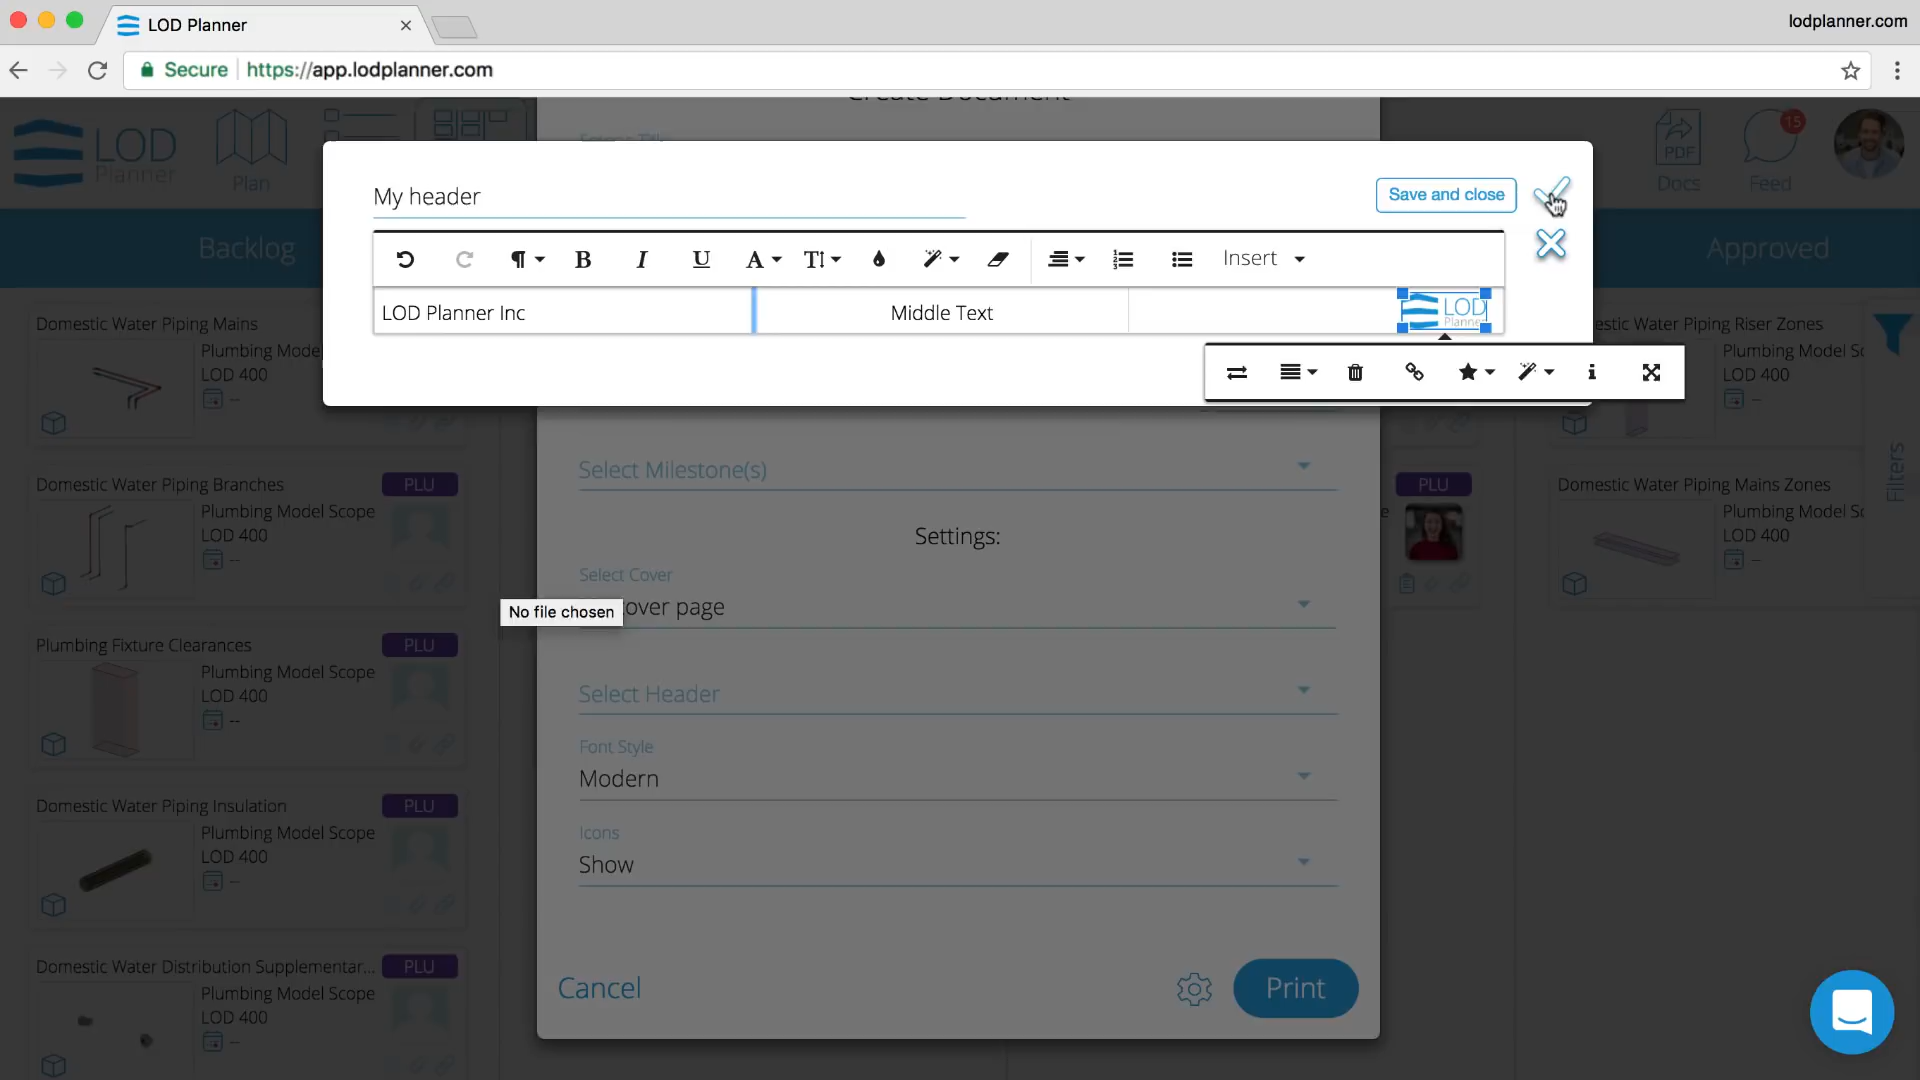 LOD Planner
lodplanner.com
Secure
https://app.lodplanner.com
Create Document
LOD
Planner
Plan
PDF
Docs
15
Feed
My header
Save and close
Backlog
Approved
Insert
LOD Planner Inc
Middle Text
LOD
Planner
Domestic Water Piping Mains
Plumbing Mode
LOD 400
--
Domestic Water Piping Branches
PLU
Plumbing Model Scope
LOD 400
--
Plumbing Fixture Clearances
PLU
Plumbing Model Scope
LOD 400
--
Domestic Water Piping Insulation
PLU
Plumbing Model Scope
LOD 400
--
Domestic Water Distribution Supplementar...
PLU
Plumbing Model Scope
LOD 400
--
Select Milestone(s)
Settings:
Select Cover
over page
No file chosen
Select Header
Font Style
Modern
Icons
Show
Cancel
Print
PLU
estic Water Piping Riser Zones
Plumbing Model Sc
LOD 400
--
Domestic Water Piping Mains Zones
Plumbing Model Sc
LOD 400
--
Filters